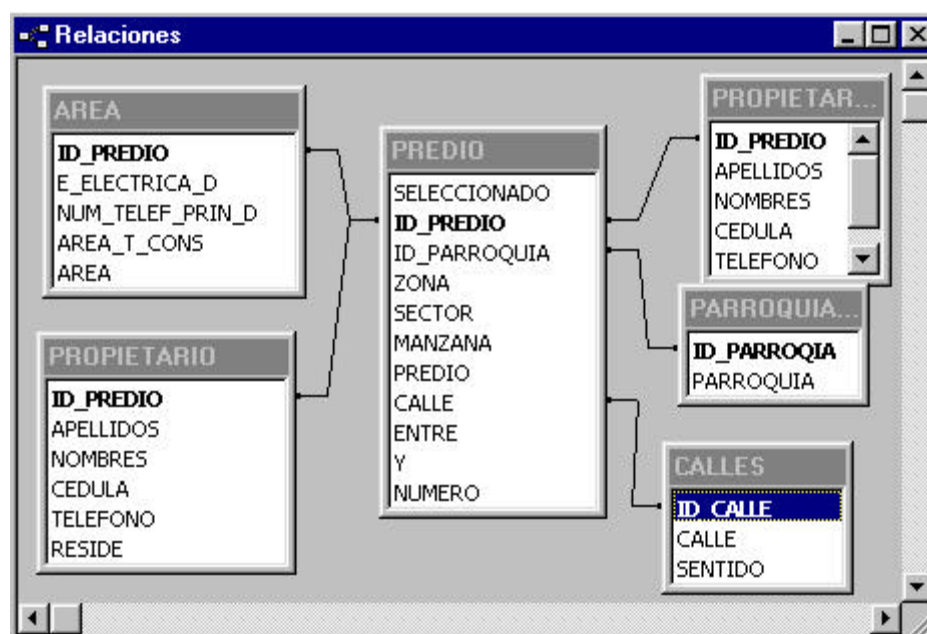 Relaciones
AREA
ID_PREDIO
E_ELECTRICA_D
NUM_TELEF_PRIN_D
AREA_T_CONS
AREA
PROPIETARIO
ID_PREDIO
APELLIDOS
NOMBRES
CEDULA
TELEFONO
RESIDE
PREDIO
SELECCIONADO
ID_PREDIO
ID_PARROQUIA
ZONA
SECTOR
MANZANA
PREDIO
CALLE
ENTRE
Y
NUMERO
PROPIETAR...
ID_PREDIO
APELLIDOS
NOMBRES
CEDULA
TELEFONO
PARROQUIA...
ID_PARROQIA
PARROQUIA
CALLES
ID_CALLE
CALLE
SENTIDO